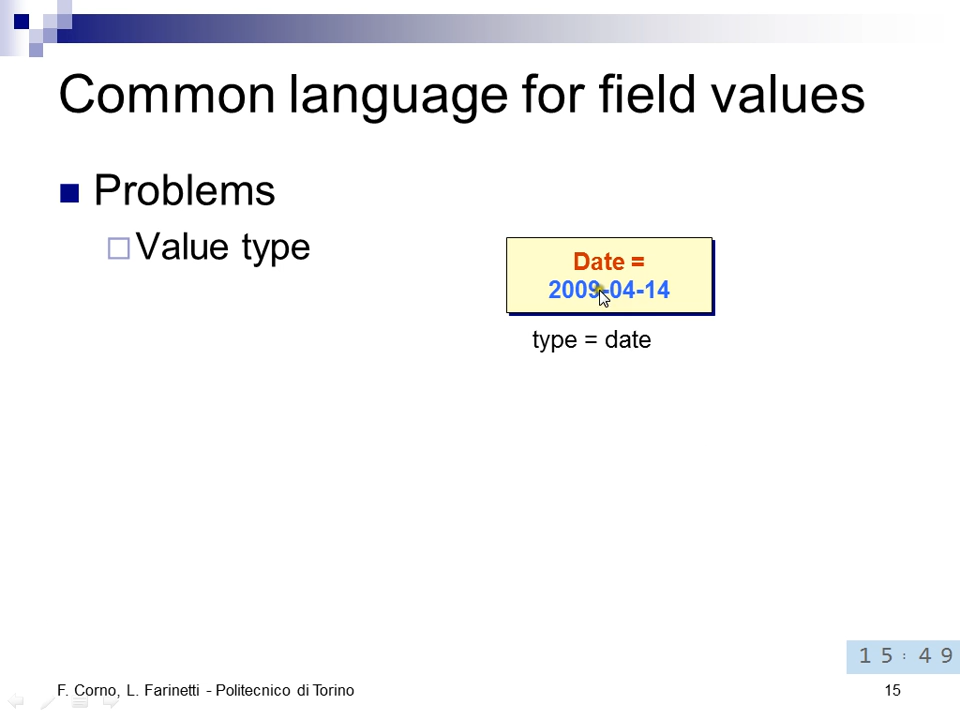 Common language for field values
Problems
Value type
Date =
2009-04-14
type = date
15:49
F. Corno, L. Farinetti - Politecnico di Torino
15